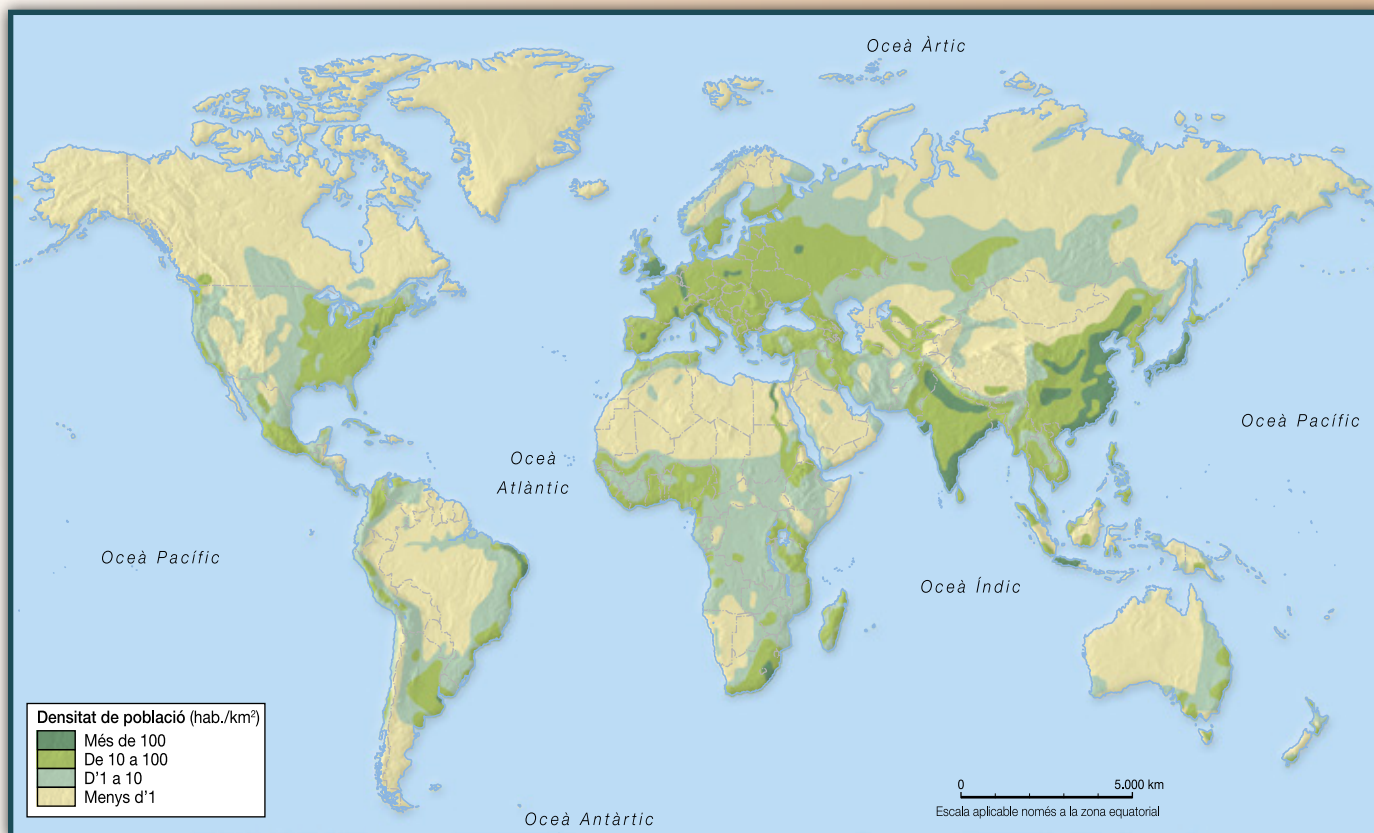 Oceà Àrtic
Oceà Pacífic
Oceà
Atlàntic
Oceà Pacífic
Oceà Índic
Densitat de població (hab./km²)
Més de 100
De 10 a 100
D'1 a 10
Menys d'1
0 5.000 km
Escala aplicable només a la zona equatorial
Oceà Antàrtic